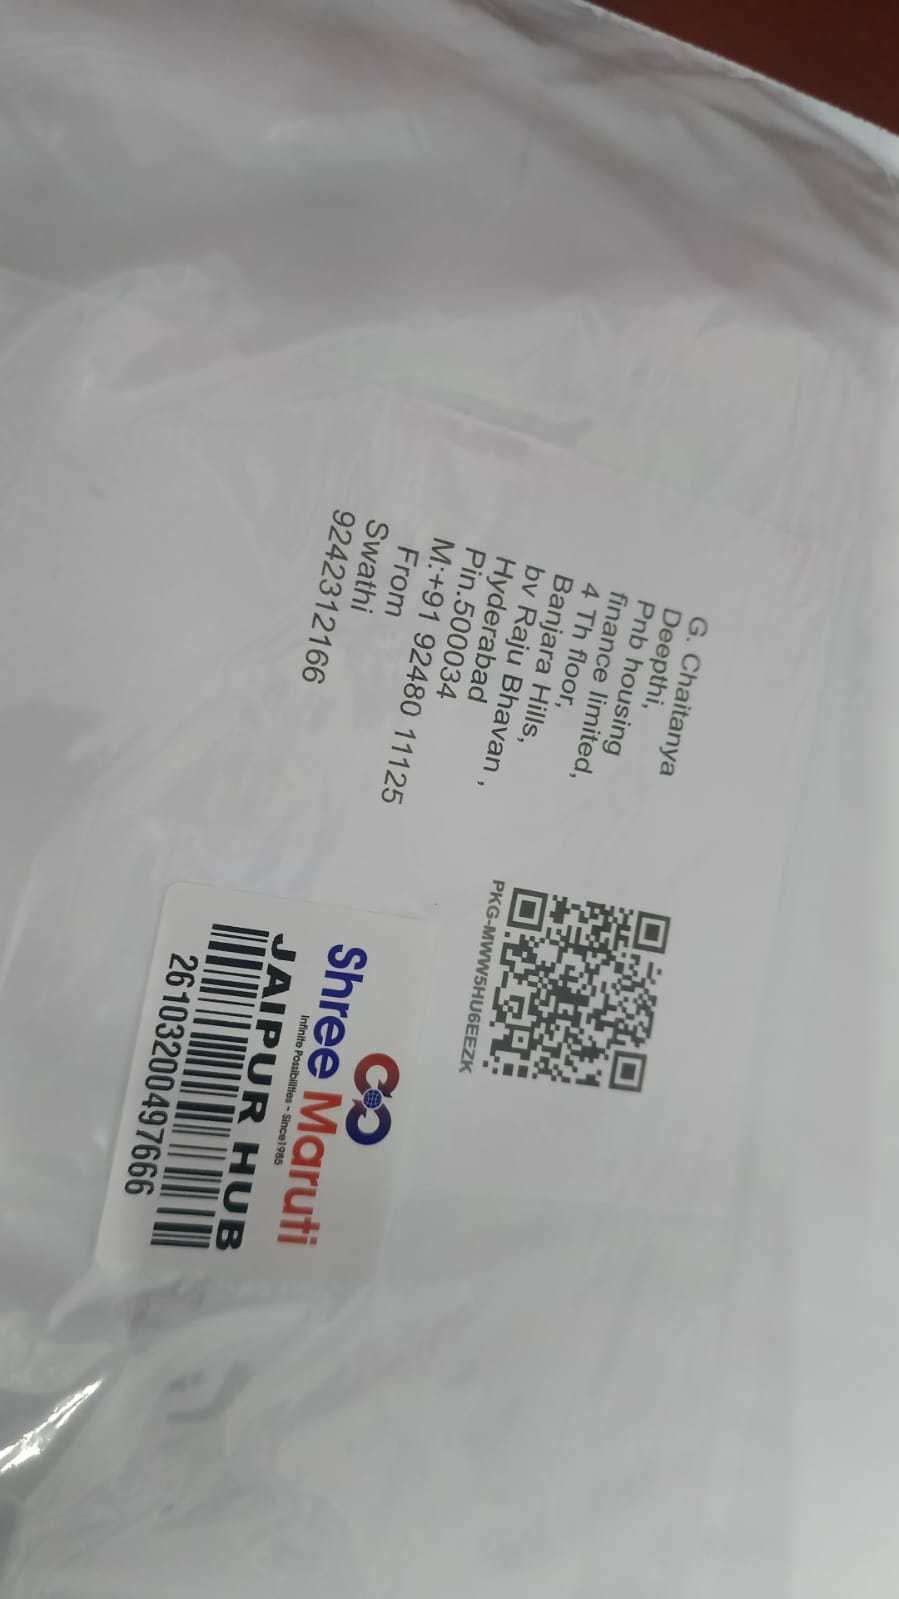 G. Chaitanya
Deepthi,
Pnb housing
finance limited,
4 Th floor,
Banjara Hills,
bv Raju Bhavan ,
Hyderabad
Pin.500034
M:+91 92480 11125
From
Swathi
9242312166
PKG-MWW5HU6EEZK
Shree Maruti
Infinite Possibilities - Since1985
JAIPUR HUB
26103200497666